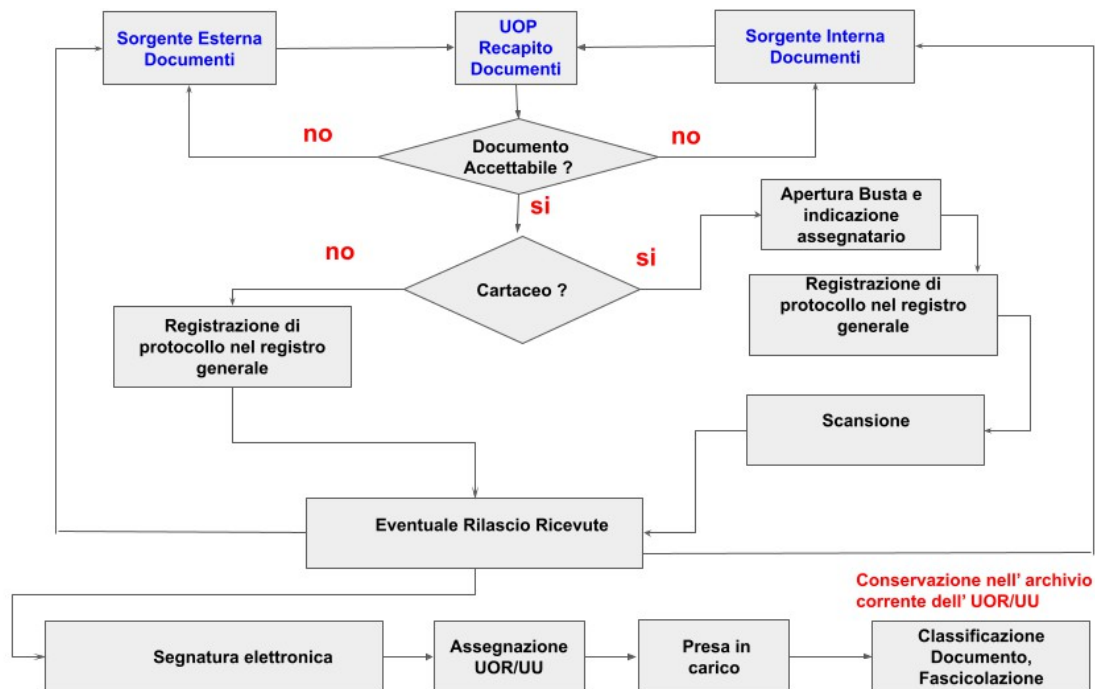 Sorgente Esterna
Documenti
UOP
Recapito
Documenti
Sorgente Interna
Documenti
no
Documento
Accettabile ?
no
si
Apertura Busta e
indicazione
assegnatario
no
si
Cartaceo ?
Registrazione di
protocollo nel registro
generale
Registrazione di
protocollo nel registro
generale
Scansione
Eventuale Rilascio Ricevute
Conservazione nell' archivio
corrente dell' UOR/UU
Segnatura elettronica
Assegnazione
UOR/UU
Presa in
carico
Classificazione
Documento,
Fascicolazione